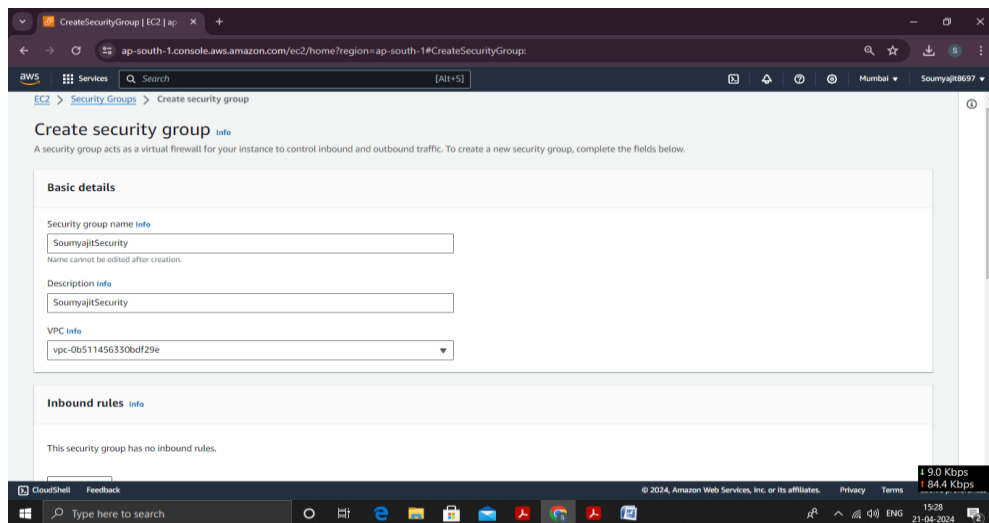 CreateSecurityGroup | EC2 | ap-
ap-south-1.console.aws.amazon.com/ec2/home?region=ap-south-1#CreateSecurityGroup:
S
aws Services Search [Alt+S] Mumbai Soumyajit8697
EC2 > Security Groups > Create security group
Create security group Info
A security group acts as a virtual firewall for your instance to control inbound and outbound traffic. To create a new security group, complete the fields below.
Basic details
Security group name Info
SoumyajitSecurity
Name cannot be edited after creation.
Description Info
SoumyajitSecurity
VPC Info
vpc-0b511456330bdf29e
Inbound rules Info
This security group has no inbound rules.
9.0 Kbps
84.4 Kbps
CloudShell Feedback © 2024, Amazon Web Services, Inc. or its affiliates. Privacy Terms
Type here to search ENG
15:28
21-04-2024
2